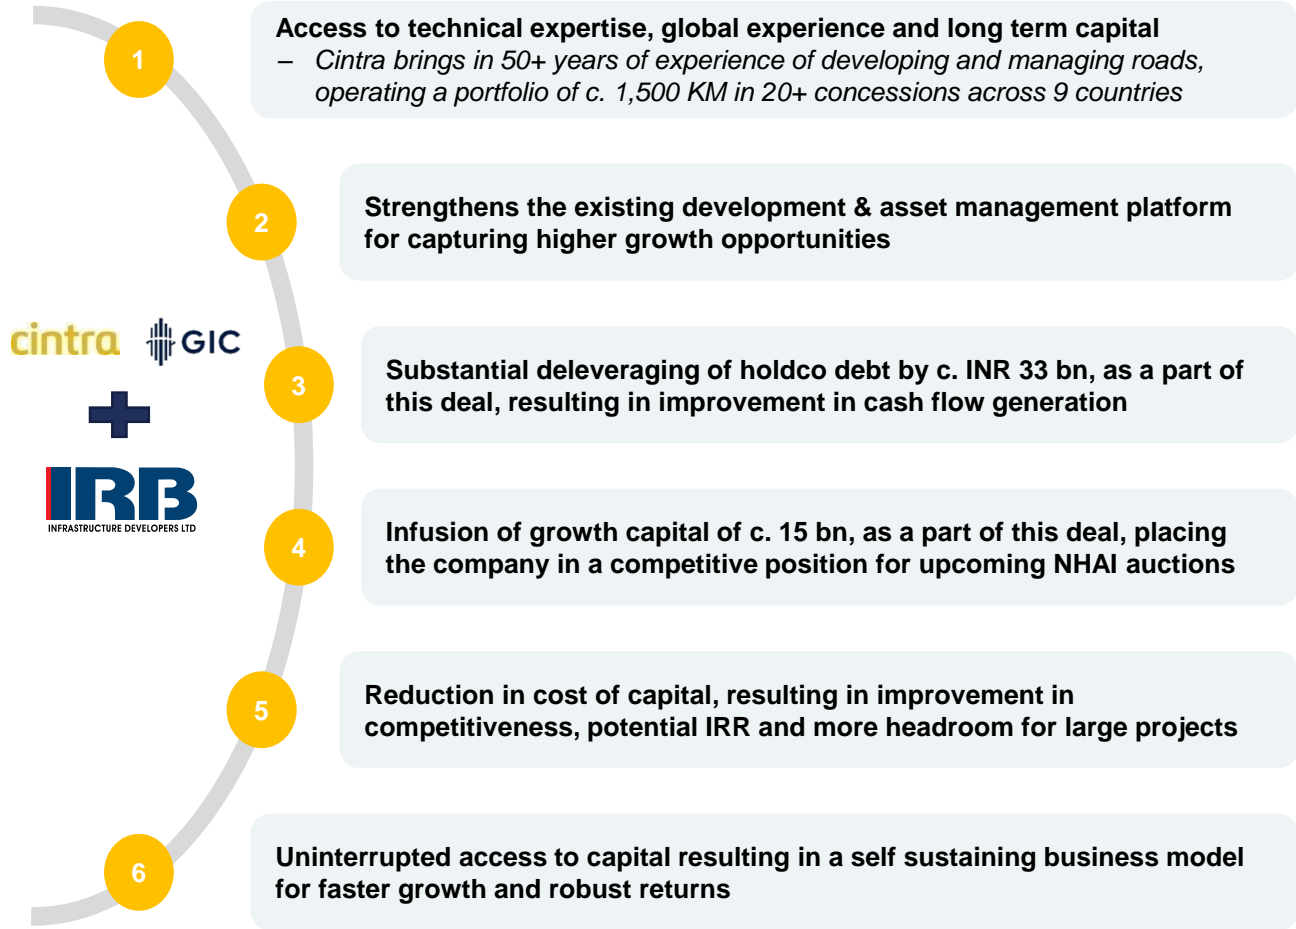 1
Access to technical expertise, global experience and long term capital
– Cintra brings in 50+ years of experience of developing and managing roads,
operating a portfolio of c. 1,500 KM in 20+ concessions across 9 countries
2
Strengthens the existing development & asset management platform
for capturing higher growth opportunities
cintra GIC
3
Substantial deleveraging of holdco debt by c. INR 33 bn, as a part of
this deal, resulting in improvement in cash flow generation
IRB
INFRASTRUCTURE DEVELOPERS LTD
4
Infusion of growth capital of c. 15 bn, as a part of this deal, placing
the company in a competitive position for upcoming NHAI auctions
5
Reduction in cost of capital, resulting in improvement in
competitiveness, potential IRR and more headroom for large projects
6
Uninterrupted access to capital resulting in a self sustaining business model
for faster growth and robust returns